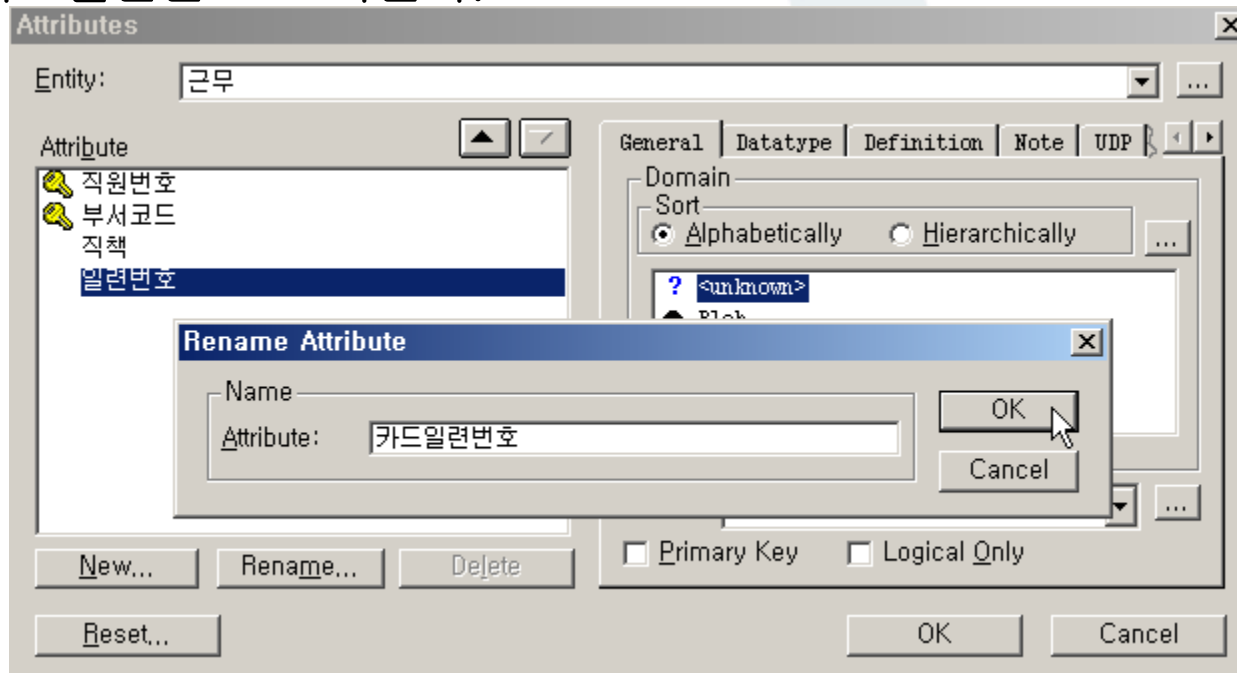 Attributes
Entity: 근무 ...
Attribute
General Datatype Definition Note UDP
직원번호
부서코드
직책
일련번호
Domain
Sort
Alphabetically Hierarchically ...
? <unknown>
Rename Attribute
Name
Attribute: 카드일련번호
OK
Cancel
...
New... Rename... Delete
Primary Key Logical Only
Reset... OK Cancel